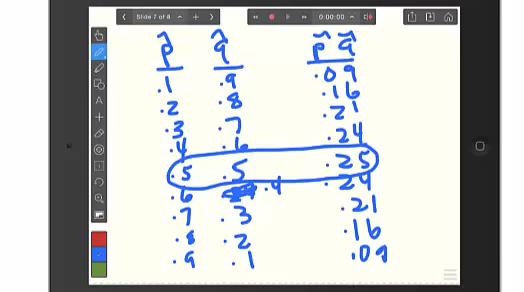 Slide 7 of 8
0:00:00
p̂ q̂ p̂ q̂
.1 .9 .09
.2 .8 .16
.3 .7 .21
.4 .6 .24
.5 .5 .25
.6 .4 .24
.7 .3 .21
.8 .2 .16
.9 .1 .09